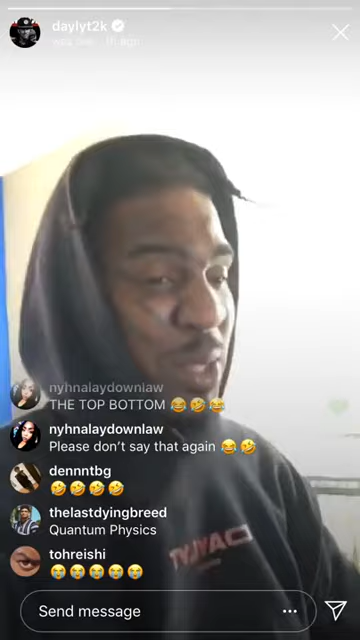 daylyt2k
nyhnalaydownlaw
THE TOP BOTTOM 😂🤣😂
nyhnalaydownlaw
Please don't say that again 😂🤣
dennntbg
🤣🤣🤣🤣
thelastdyingbreed
Quantum Physics
tohreishi
😭😭😭😭😭
Send message